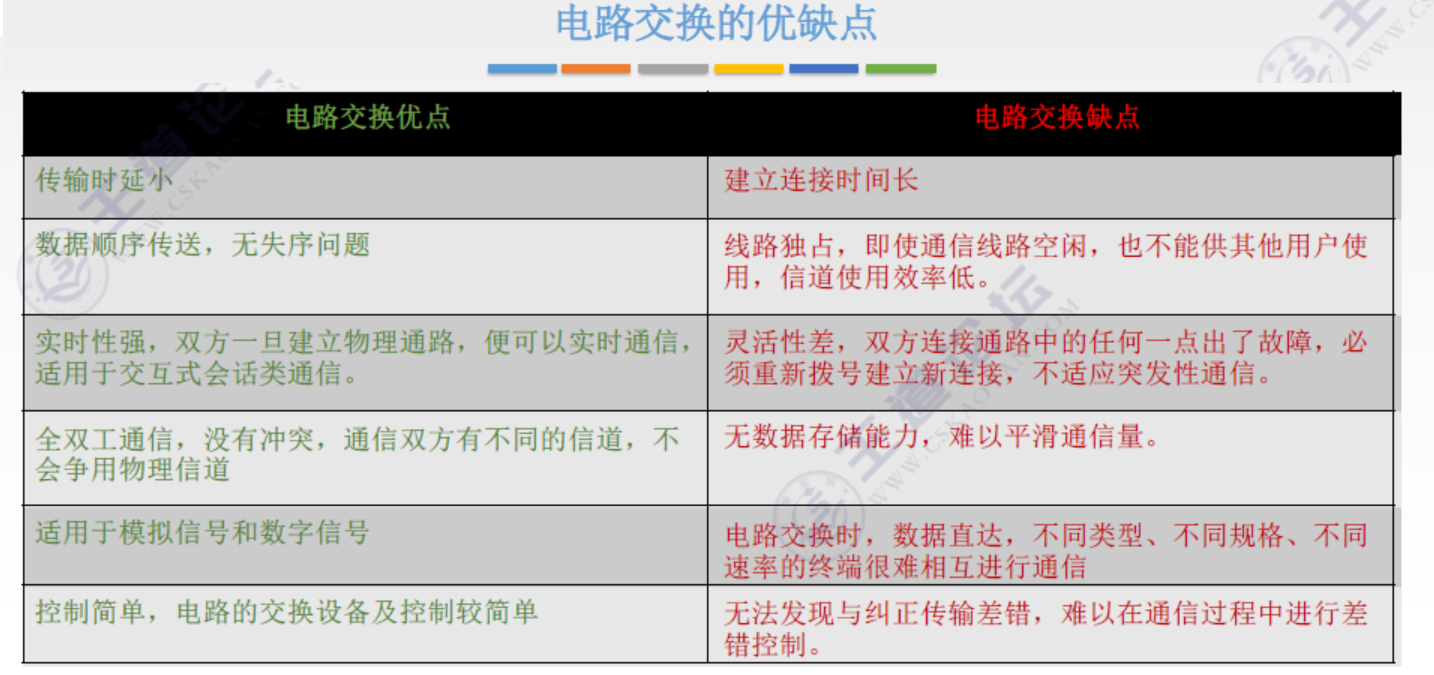 电路交换的优缺点
电路交换优点
电路交换缺点
传输时延小
建立连接时间长
数据顺序传送，无失序问题
线路独占，即使通信线路空闲，也不能供其他用户使
用，信道使用效率低。
实时性强，双方一旦建立物理通路，便可以实时通信，
适用于交互式会话类通信。
灵活性差，双方连接通路中的任何一点出了故障，必
须重新拨号建立新连接，不适应突发性通信。
全双工通信，没有冲突，通信双方有不同的信道，不
会争用物理信道
无数据存储能力，难以平滑通信量。
适用于模拟信号和数字信号
电路交换时，数据直达，不同类型、不同规格、不同
速率的终端很难相互进行通信
控制简单，电路的交换设备及控制较简单
无法发现与纠正传输差错，难以在通信过程中进行差
错控制。
王道论坛
WWW.CSKAOYAN.COM